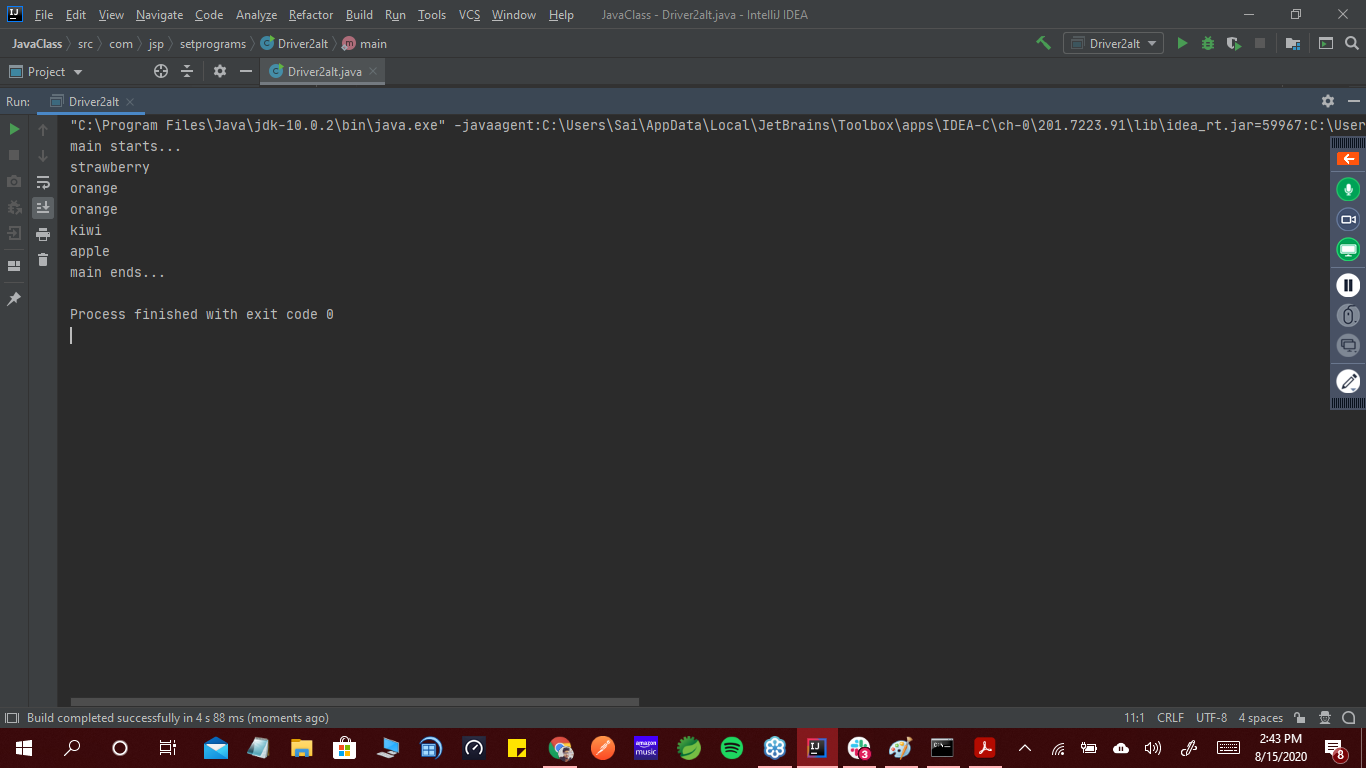 File Edit View Navigate Code Analyze Refactor Build Run Tools VCS Window Help JavaClass - Driver2alt.java - IntelliJ IDEA
JavaClass src com jsp setprograms Driver2alt main Driver2alt
Project Driver2alt.java
Run: Driver2alt
"C:\Program Files\Java\jdk-10.0.2\bin\java.exe" -javaagent:C:\Users\Sai\AppData\Local\JetBrains\Toolbox\apps\IDEA-C\ch-0\201.7223.91\lib\idea_rt.jar=59967:C:\User
main starts...
strawberry
orange
orange
kiwi
apple
main ends...
Process finished with exit code 0
Build completed successfully in 4 s 88 ms (moments ago) 11:1 CRLF UTF-8 4 spaces
amazon music IJ 3 2:43 PM 8
8/15/2020